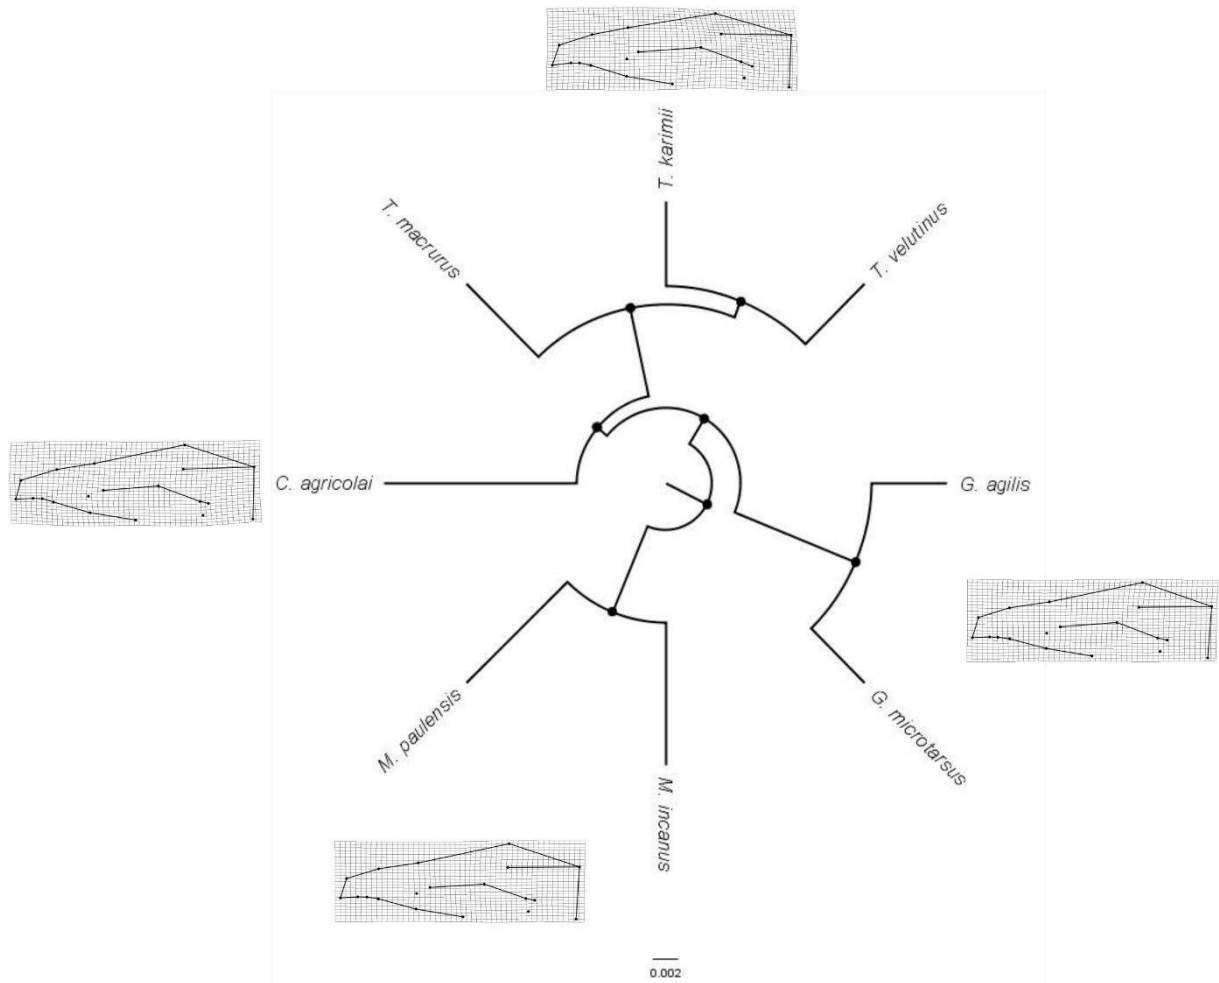 T. karimii
T. macrurus
T. velutinus
C. agricolai
G. agilis
M. paulensis
G. microtarsus
M. incanus
0.002